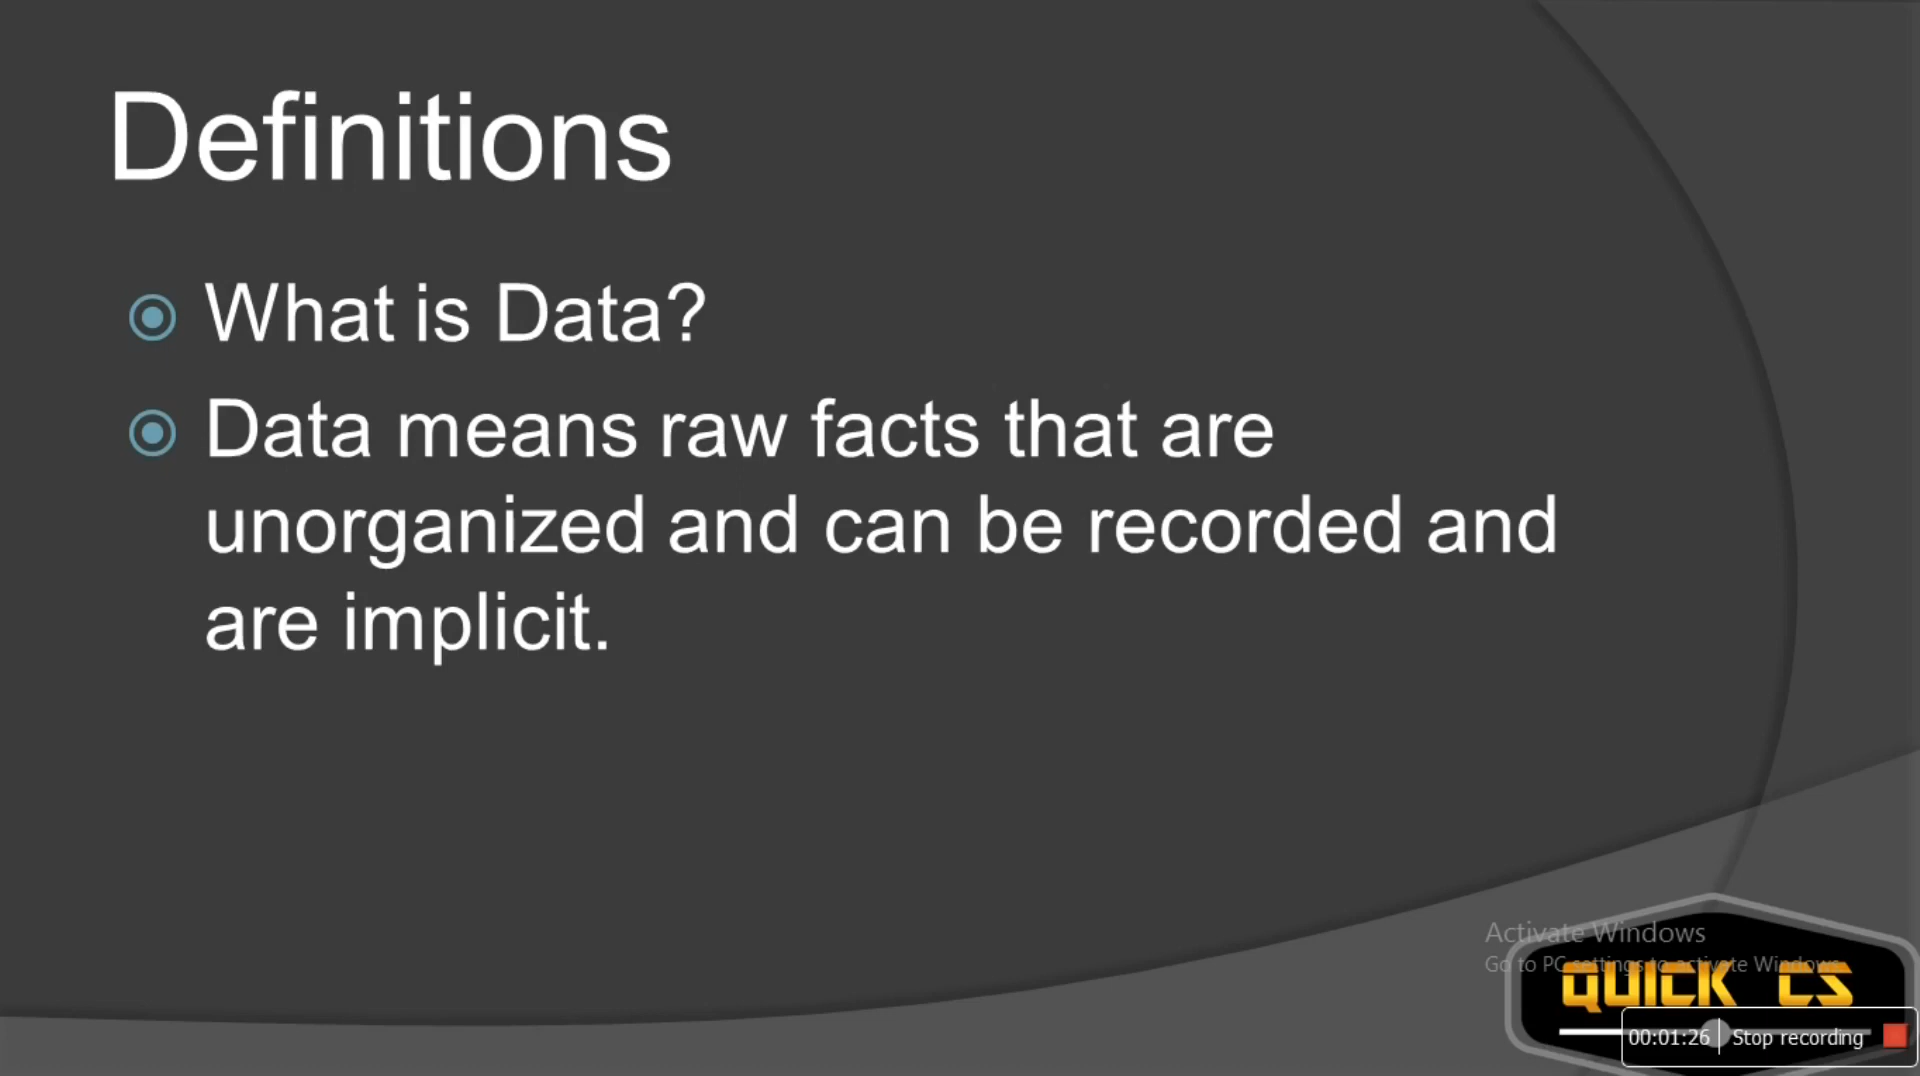 Definitions
What is Data?
Data means raw facts that are
unorganized and can be recorded and
are implicit.
Activate Windows
Go to PC settings to activate Windows.
QUICK CS
00:01:26 Stop recording